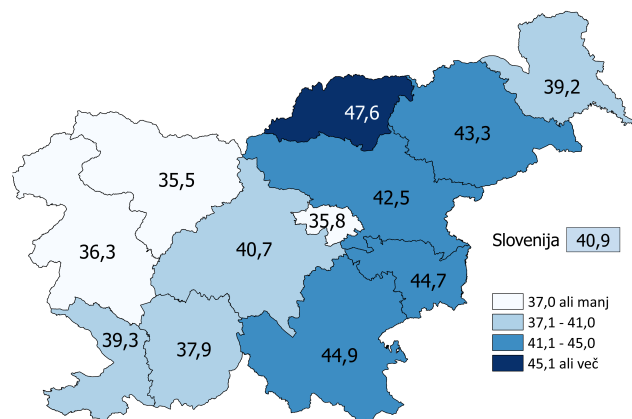 39,2
47,6
43,3
35,5
42,5
35,8
36,3
40,7
Slovenija 40,9
44,7
37,0 ali manj
39,3
37,1 - 41,0
37,9
41,1 - 45,0
44,9
45,1 ali več